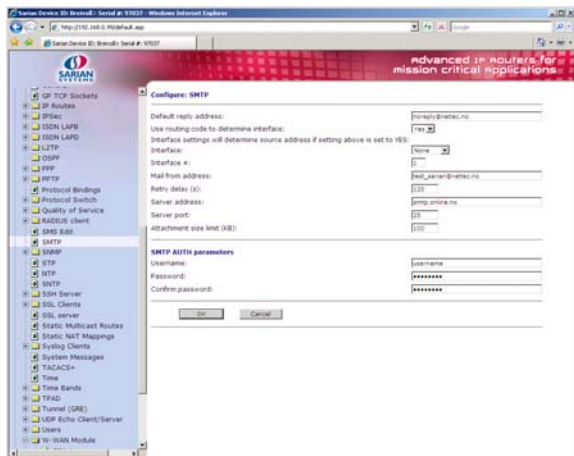 Sarian Device ID: Breivoll> Serial #: 97037 - Windows Internet Explorer
http://192.168.0.99/default.asp
Google
Sarian Device ID: Breivoll> Serial #: 97037
SARIAN
SYSTEMS
Advanced IP Routers for
mission critical Applications
GP TCP Sockets
IP Routes
IPSec
ISDN LAPB
ISDN LAPD
L2TP
OSPF
PPP
PPTP
Protocol Bindings
Protocol Switch
Quality of Service
RADIUS client
SMS Edit
SMTP
SNMP
STP
NTP
SNTP
SSH Server
SSL Clients
SSL server
Static Multicast Routes
Static NAT Mappings
Syslog Clients
System Messages
TACACS+
Time
Time Bands
TPAD
Tunnel (GRE)
UDP Echo Client/Server
Users
W-WAN Module
Configure: SMTP
Default reply address: noreply@nettec.no
Use routing code to determine interface: Yes
Interface settings will determine source address if setting above is set to YES:
Interface: None
Interface #:
Mail from address: test_sarian@nettec.no
Retry delay (s): 120
Server address: smtp.online.no
Server port: 25
Attachment size limit (KB): 100
SMTP AUTH parameters
Username: username
Password: ••••••••
Confirm password: ••••••••
OK Cancel